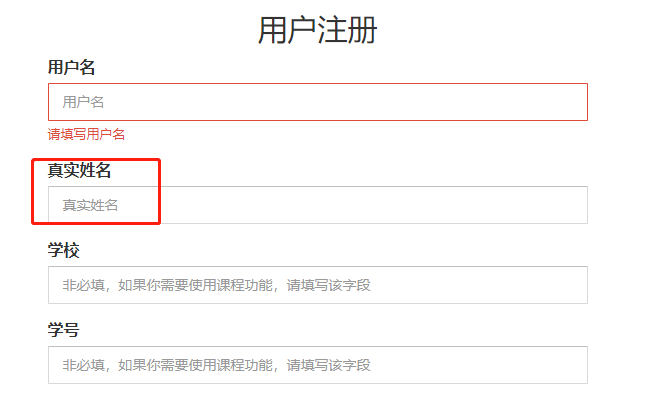 用户注册
用户名
用户名
请填写用户名
真实姓名
真实姓名
学校
非必填，如果你需要使用课程功能，请填写该字段
学号
非必填，如果你需要使用课程功能，请填写该字段